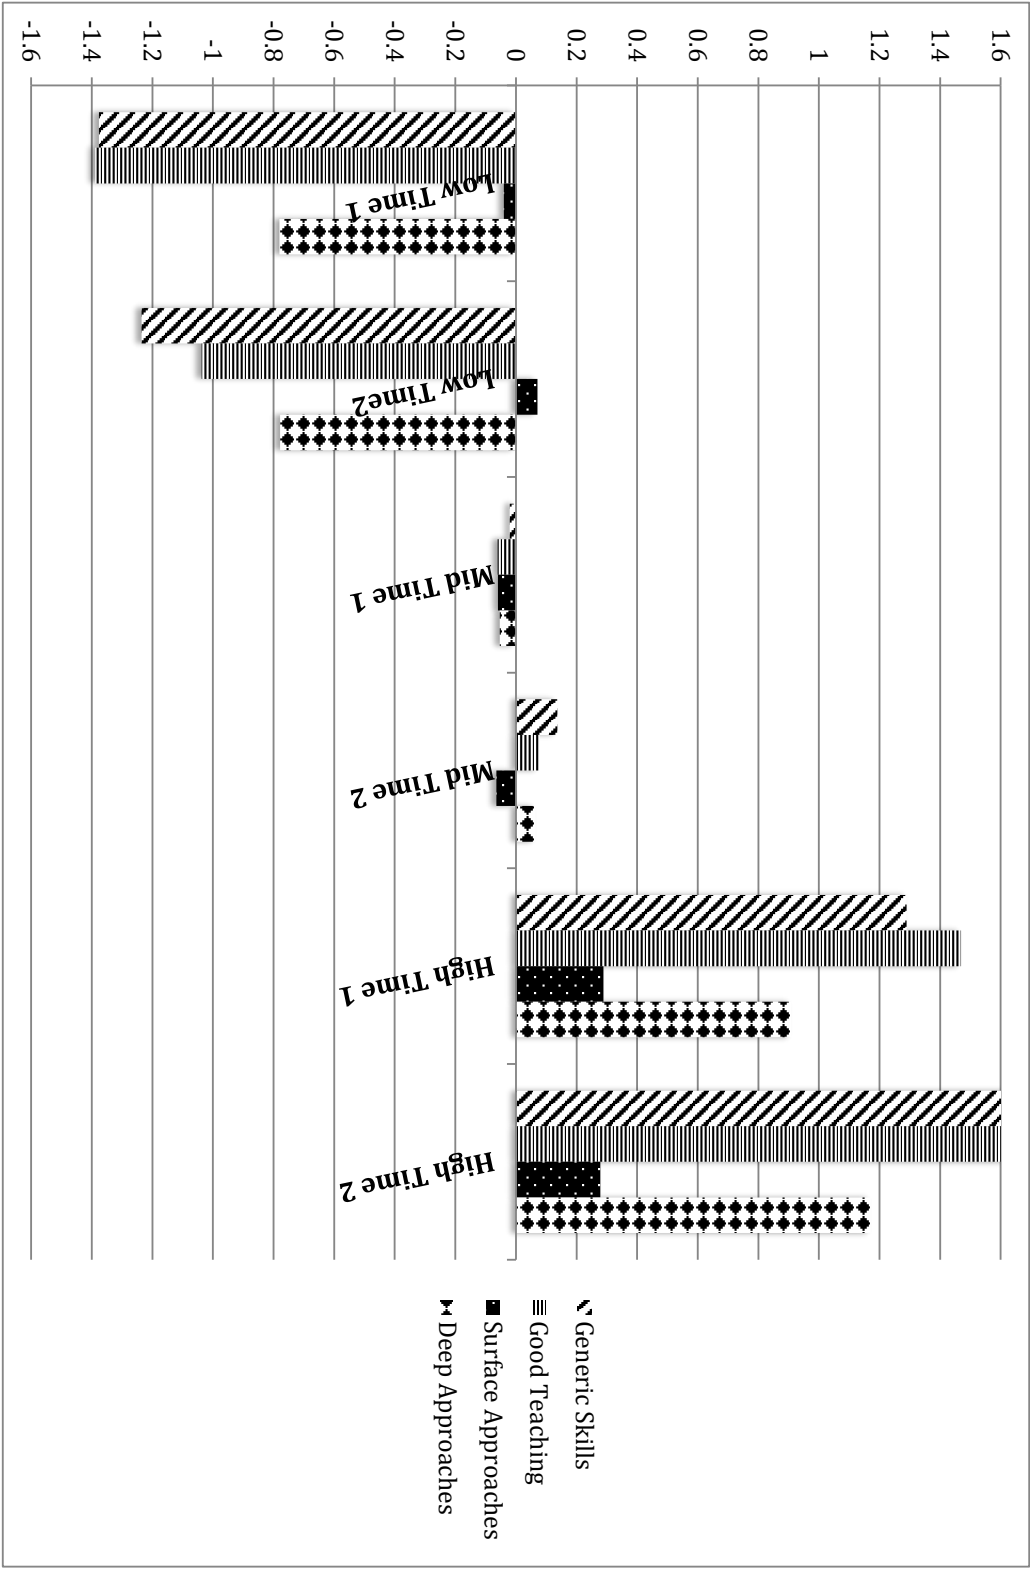 1.6
1.4
1.2
1
0.8
0.6
0.4
0.2
0
-0.2
-0.4
-0.6
-0.8
-1
-1.2
-1.4
-1.6
Low Time 1
Low Time2
Mid Time 1
Mid Time 2
High Time 1
High Time 2
Generic Skills
Good Teaching
Surface Approaches
Deep Approaches